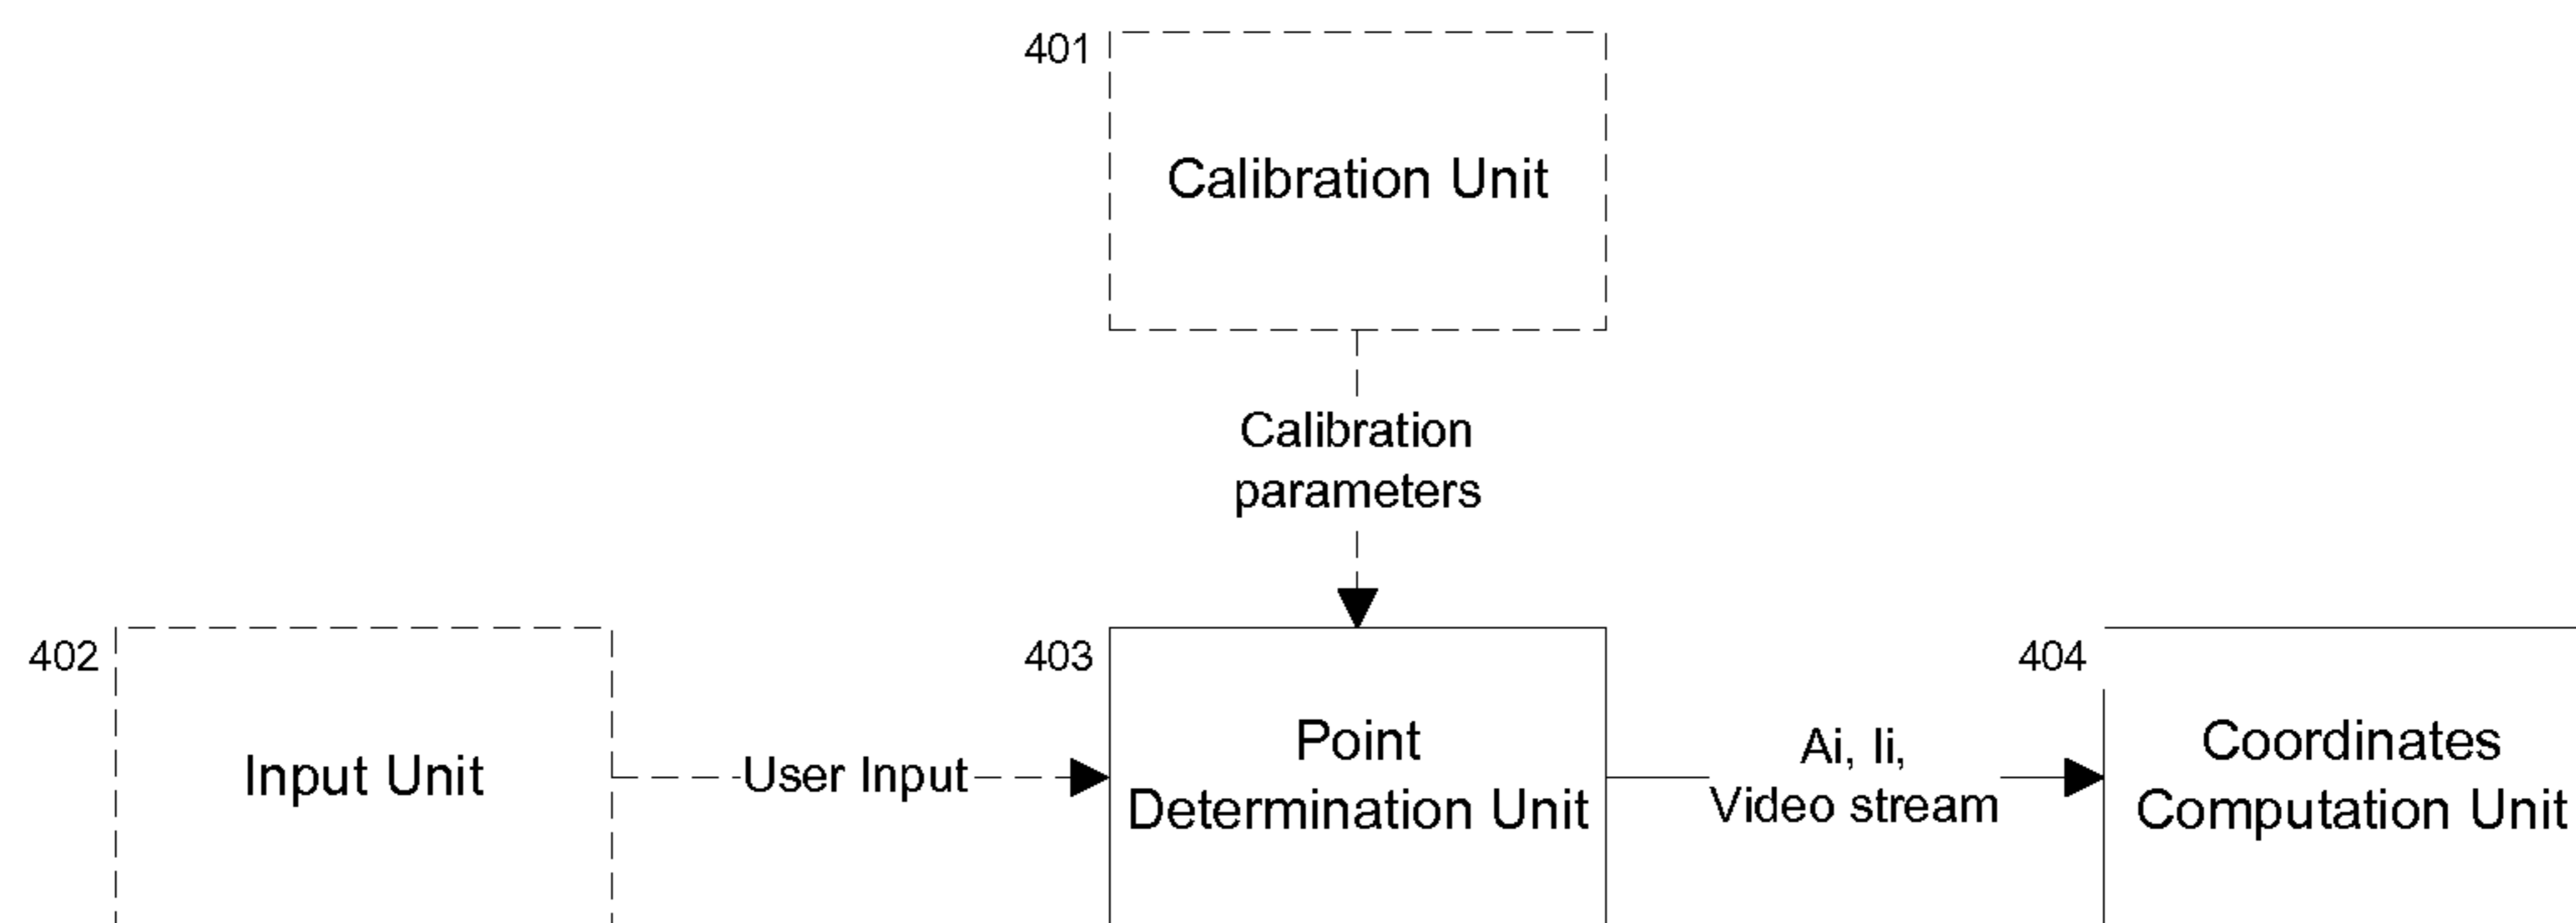 401
Calibration Unit
Calibration
parameters
402
Input Unit
User Input
403
Point
Determination Unit
Ai, Ii,
Video stream
404
Coordinates
Computation Unit